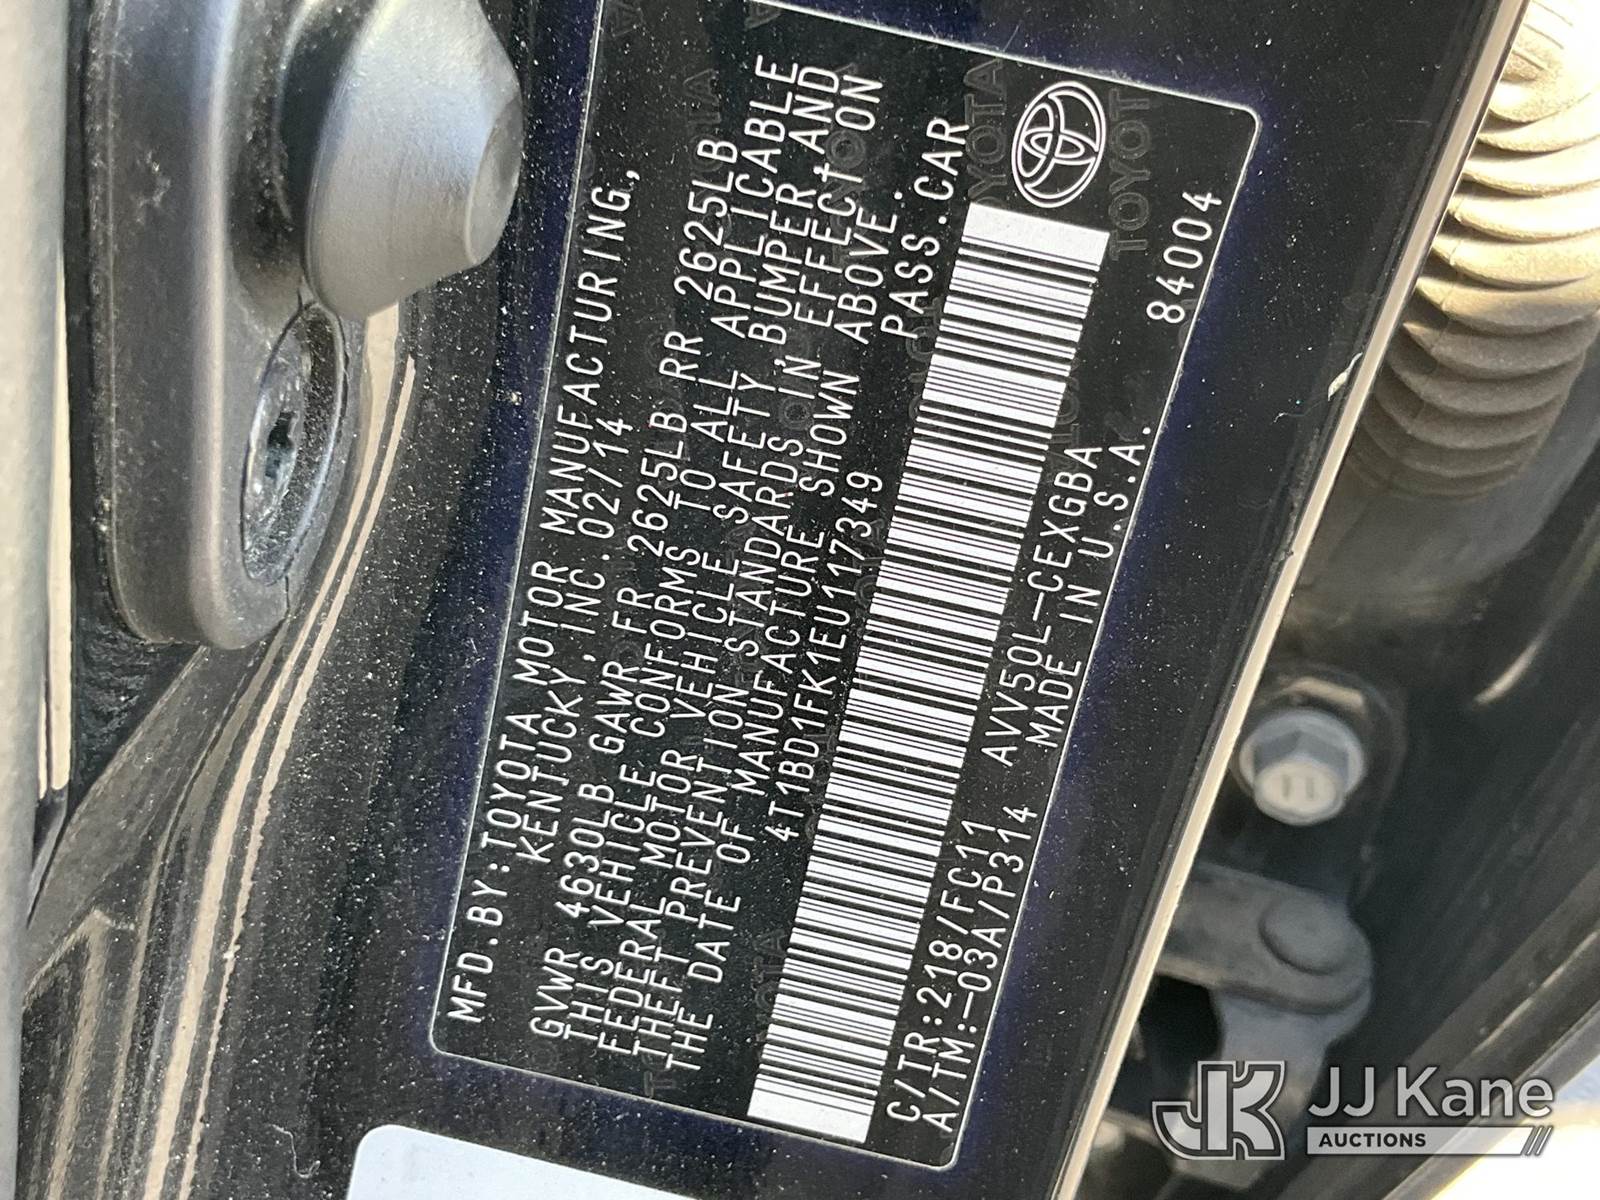 MFD.BY:TOYOTA MOTOR MANUFACTURING,
KENTUCKY,INC.02/14
GVWR 4630LB GAWR FR 2625LB RR 2625LB
THIS VEHICLE CONFORMS TO ALL APPLICABLE
FEDERAL MOTOR VEHICLE SAFETY,BUMPER,AND
THEFT PREVENTION STANDARDS IN EFFECT ON
THE DATE OF MANUFACTURE SHOWN ABOVE.
4T1BD1FK1EU117349 PASS.CAR
C/TR:218/FC11 AVV50L-CEXGBA
A/TM:-03A/P314 MADE IN U.S.A.
84004
JJ Kane
AUCTIONS